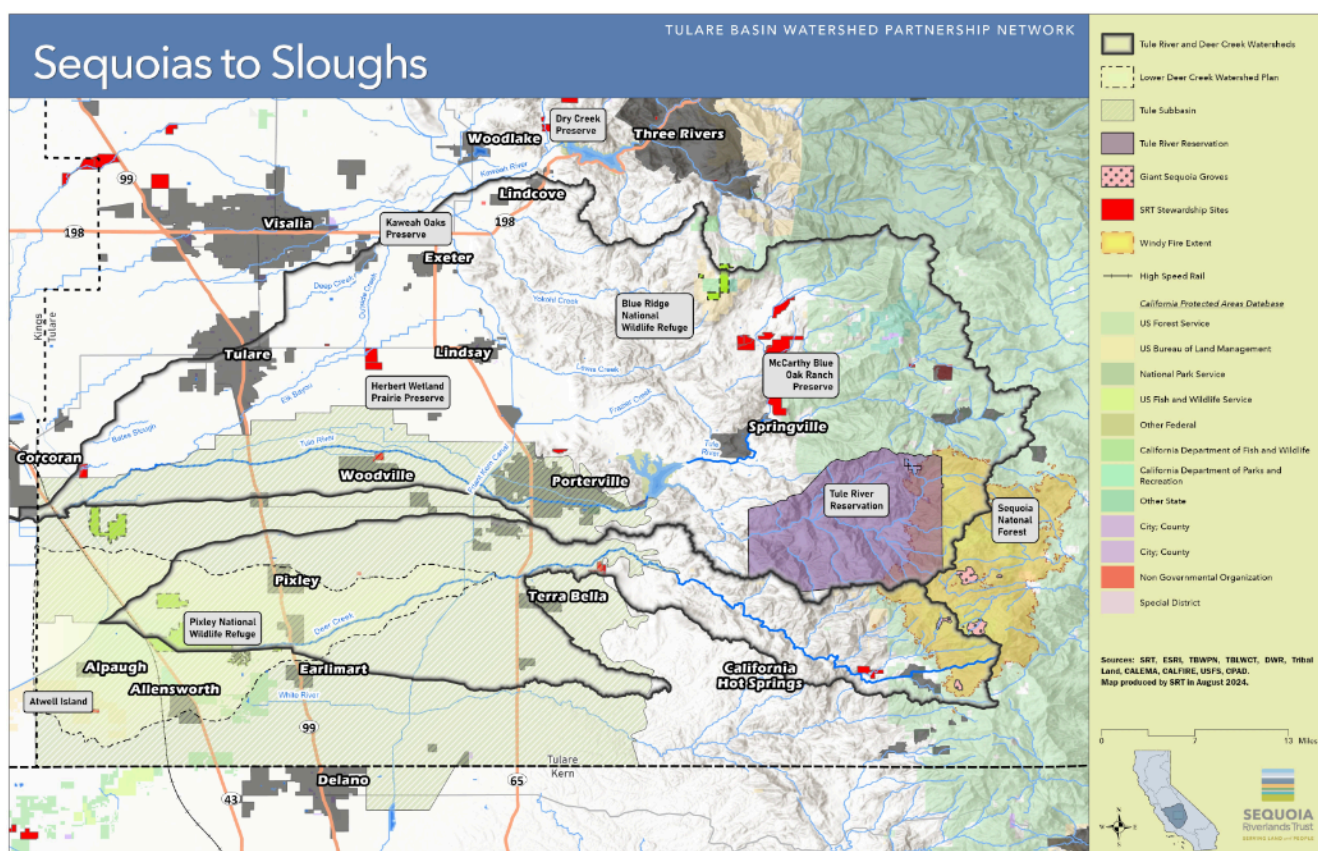 TULARE BASIN WATERSHED PARTNERSHIP NETWORK
Sequoias to Sloughs
Dry Creek
Preserve
Woodlake
Three Rivers
Kaweah River
99
Lindcove
Visalia
198
198
Kaweah Oaks
Preserve
Exeter
Deep Creek
Outside Creek
Yokohl Creek
Blue Ridge
National
Wildlife Refuge
Kings
Tulare
Tulare
Lindsay
Lewis Creek
McCarthy Blue
Oak Ranch
Preserve
Herbert Wetland
Prairie Preserve
Elk Bayou
Frazier Creek
Springville
Bates Slough
Tule River
Friant Kern Canal
Tule
River
Corcoran
Woodville
Porterville
Tule River
Reservation
Sequoia
Natonal
Forest
Pixley
Terra Bella
Pixley National
Wildlife Refuge
Deer Creek
Alpaugh
Earlimart
California
Hot Springs
Allensworth
Atwell Island
White River
99
Tulare
Kern
Delano
43
65
Tule River and Deer Creek Watersheds
Lower Deer Creek Watershed Plan
Tule Subbasin
Tule River Reservation
Giant Sequoia Groves
SRT Stewardship Sites
Windy Fire Extent
High Speed Rail
California Protected Areas Database
US Forest Service
US Bureau of Land Management
National Park Service
US Fish and Wildlife Service
Other Federal
California Department of Fish and Wildlife
California Department of Parks and
Recreation
Other State
City; County
City; County
Non Governmental Organization
Special District
Sources: SRT, ESRI, TBWPN, TBLWCT, DWR, Tribal
Land, CALEMA, CALFIRE, USFS, CPAD.
Map produced by SRT in August 2024.
0 7 13 Miles
N
W E
S
SEQUOIA
Riverlands Trust
SERVING LAND and PEOPLE